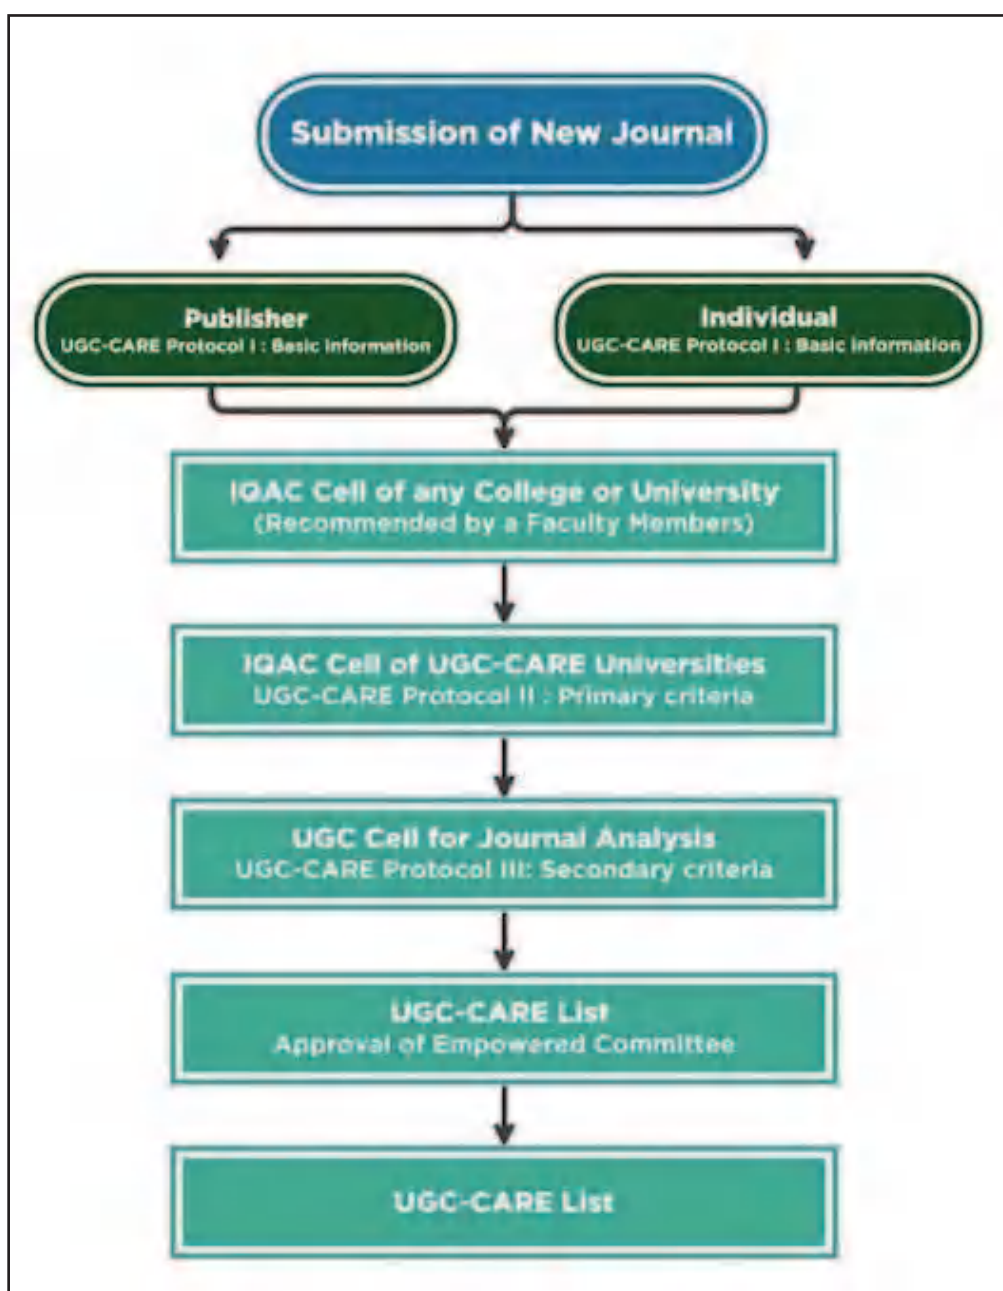 Submission of New Journal
Publisher
UGC-CARE Protocol I : Basic information
Individual
UGC-CARE Protocol I : Basic information
IQAC Cell of any College or University
(Recommended by a Faculty Members)
IQAC Cell of UGC-CARE Universities
UGC-CARE Protocol II : Primary criteria
UGC Cell for Journal Analysis
UGC-CARE Protocol III: Secondary criteria
UGC-CARE List
Approval of Empowered Committee
UGC-CARE List